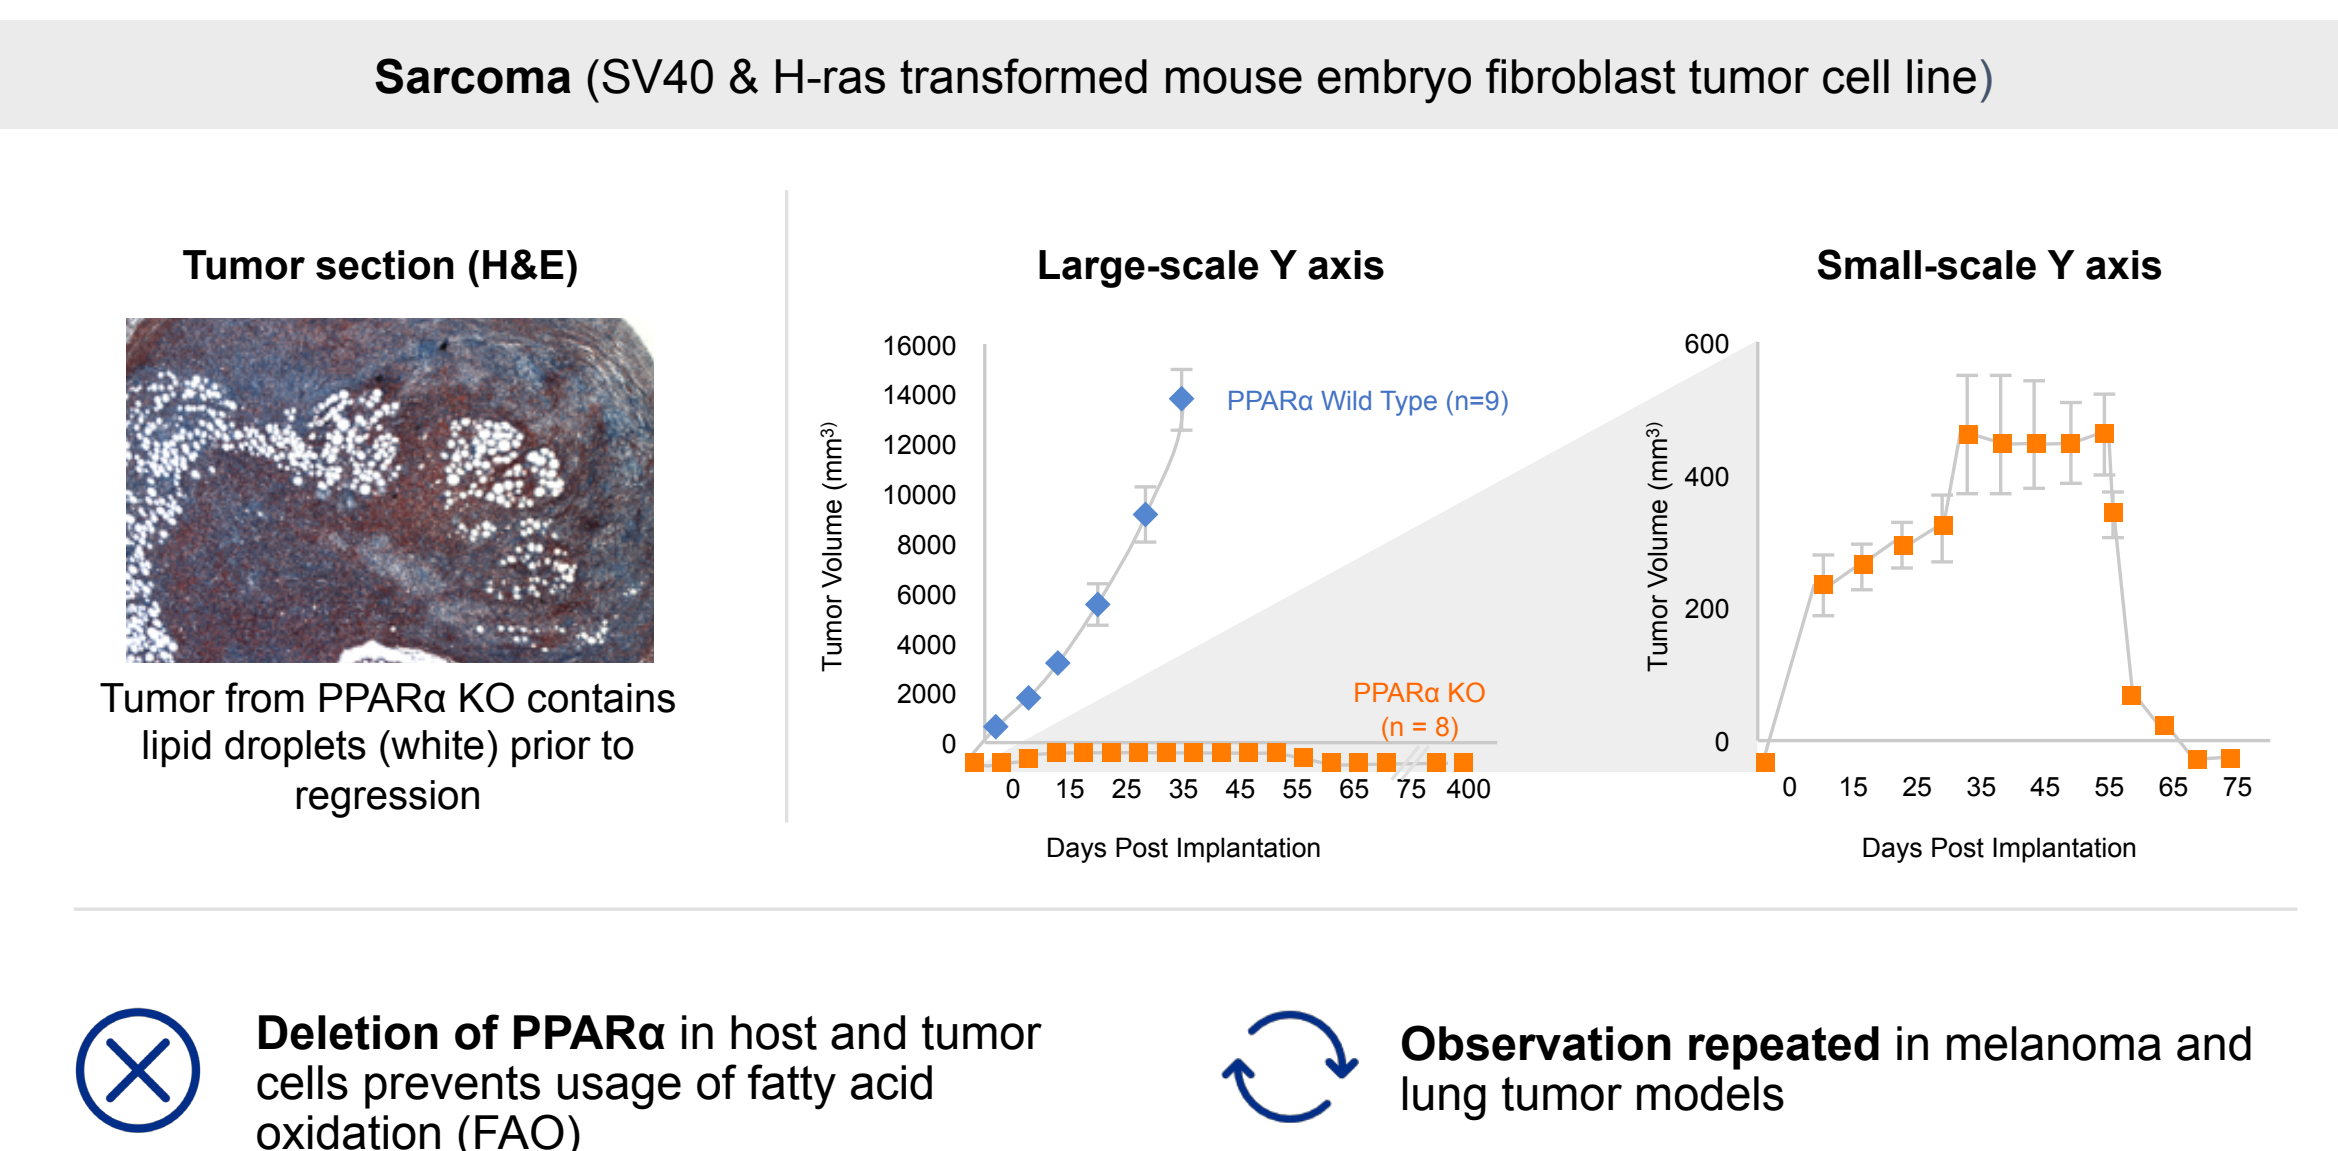 Sarcoma (SV40 & H-ras transformed mouse embryo fibroblast tumor cell line)
Tumor section (H&E)
Tumor from PPARα KO contains
lipid droplets (white) prior to
regression
Large-scale Y axis
Tumor Volume (mm³)
16000
14000
12000
10000
8000
6000
4000
2000
0
PPARα Wild Type (n=9)
PPARα KO
(n = 8)
0 15 25 35 45 55 65 75 400
Days Post Implantation
Small-scale Y axis
Tumor Volume (mm³)
600
400
200
0
0 15 25 35 45 55 65 75
Days Post Implantation
Deletion of PPARα in host and tumor
cells prevents usage of fatty acid
oxidation (FAO)
Observation repeated in melanoma and
lung tumor models